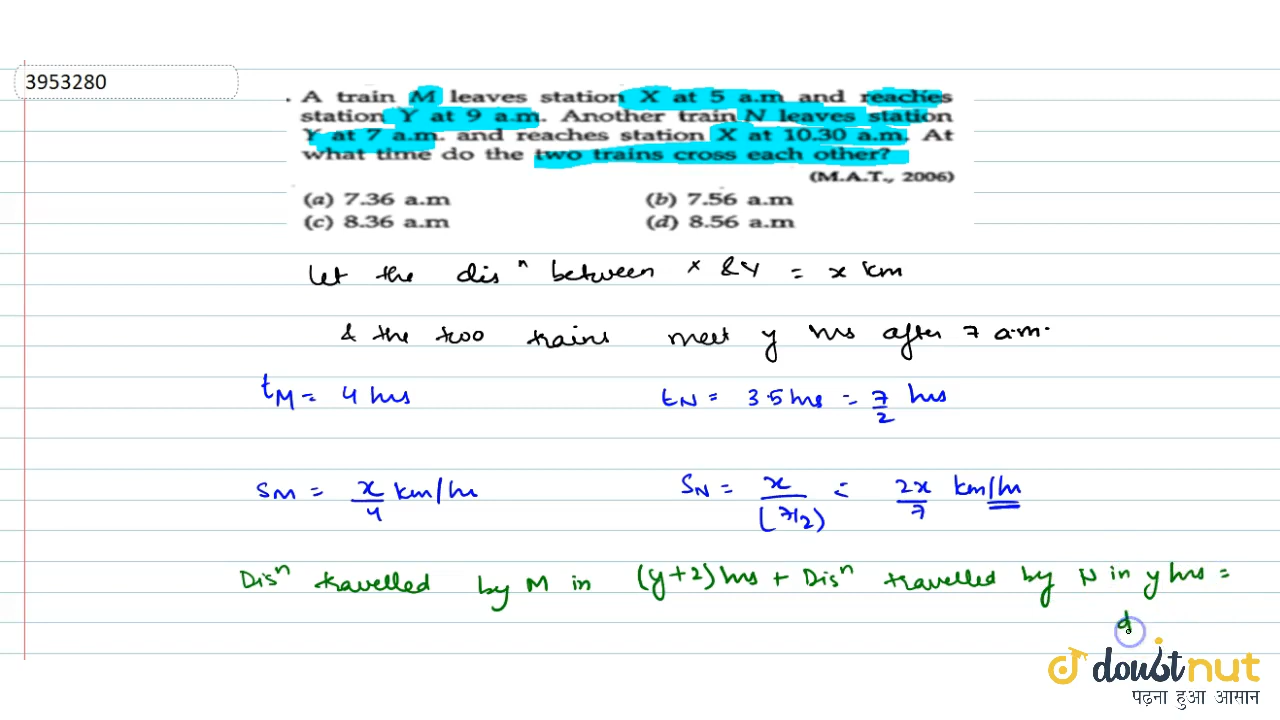 3953280
. A train M leaves station X at 5 a.m and reaches
station Y at 9 a.m. Another train N leaves station
Y at 7 a.m. and reaches station X at 10.30 a.m. At
what time do the two trains cross each other?
(M.A.T., 2006)
(a) 7.36 a.m (b) 7.56 a.m
(c) 8.36 a.m (d) 8.56 a.m
Let the disⁿ between X & Y = x km
& the two trains meet y hrs after 7 a.m.
tM = 4 hrs tN = 3.5 hrs = 7/2 hrs
SM = x/4 km/hr SN = x/(7/2) = 2x/7 km/hr
Disⁿ travelled by M in (y+2) hrs + Disⁿ travelled by N in y hrs =
d
doubtnut
पढ़ना हुआ आसान